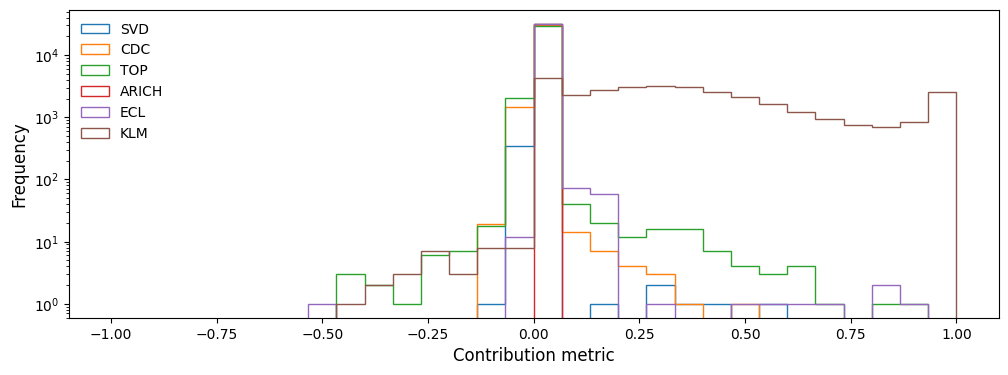 SVD
CDC
TOP
ARICH
ECL
KLM
10⁴
10³
10²
10¹
10⁰
Frequency
−1.00 −0.75 −0.50 −0.25 0.00 0.25 0.50 0.75 1.00
Contribution metric